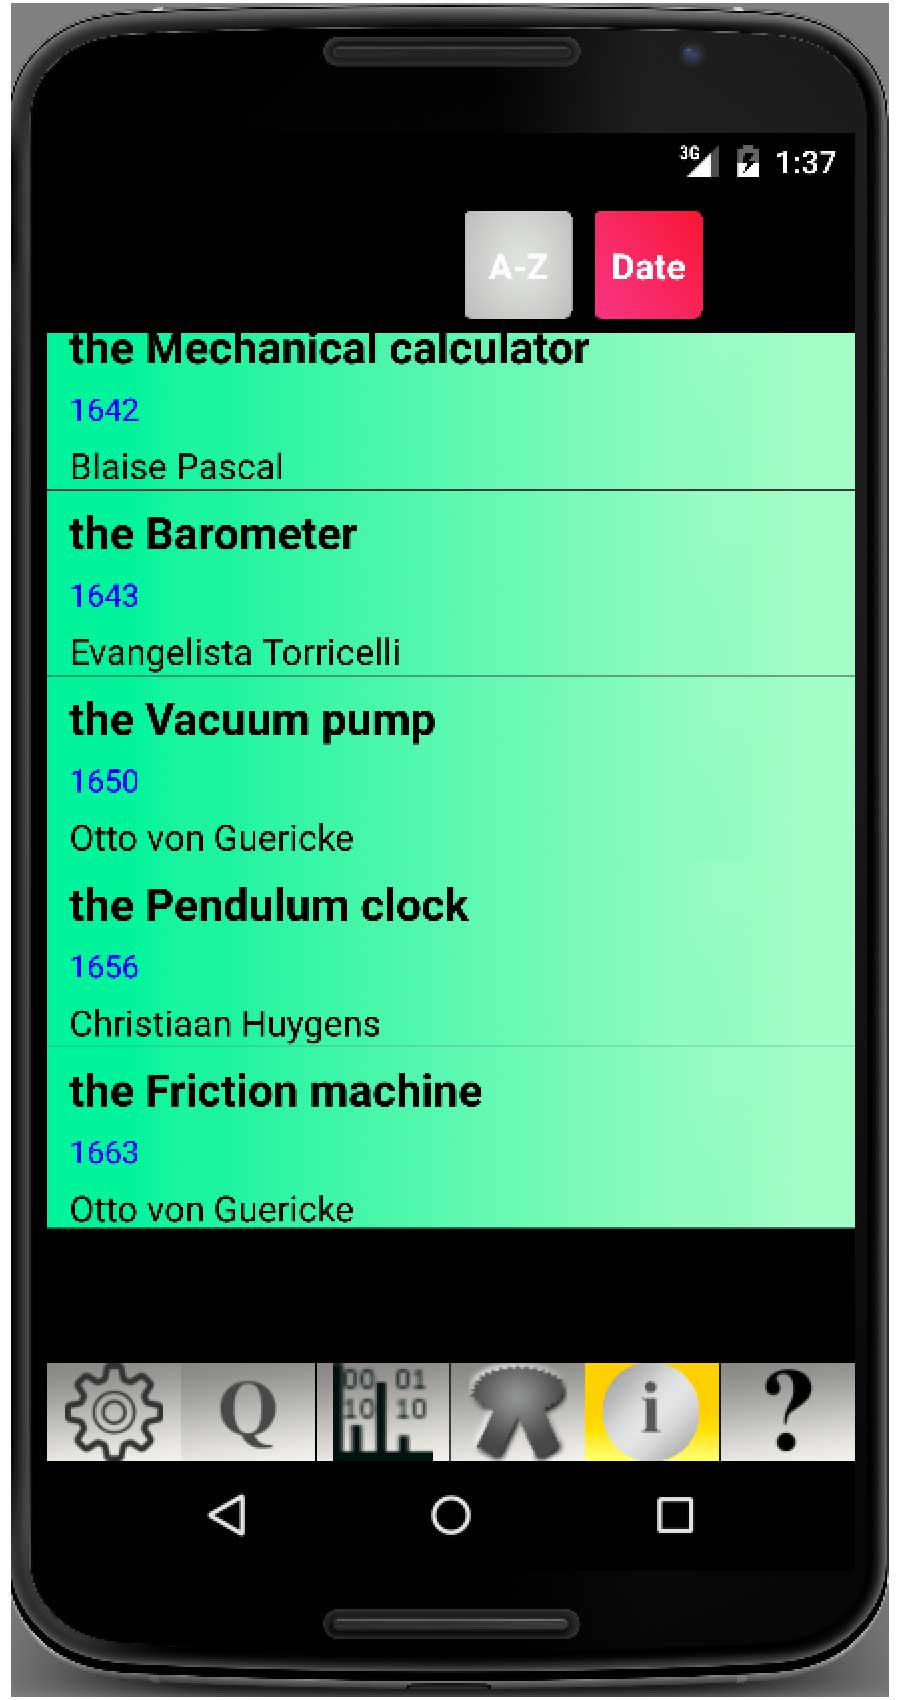 3G 1:37
A-Z Date
the Mechanical calculator
1642
Blaise Pascal
the Barometer
1643
Evangelista Torricelli
the Vacuum pump
1650
Otto von Guericke
the Pendulum clock
1656
Christiaan Huygens
the Friction machine
1663
Otto von Guericke
Q 00 01 i ?
10 10